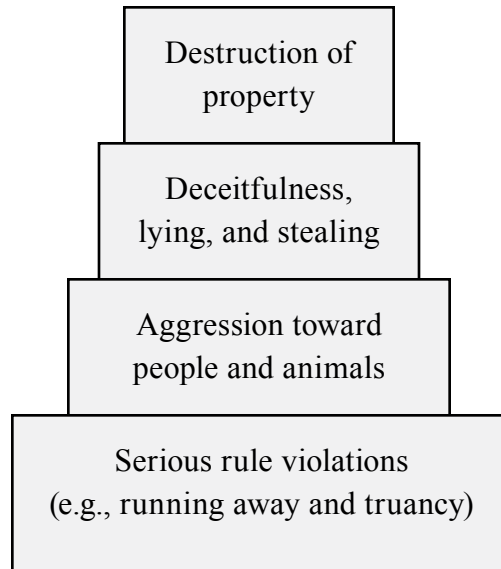 Destruction of
property
Deceitfulness,
lying, and stealing
Aggression toward
people and animals
Serious rule violations
(e.g., running away and truancy)